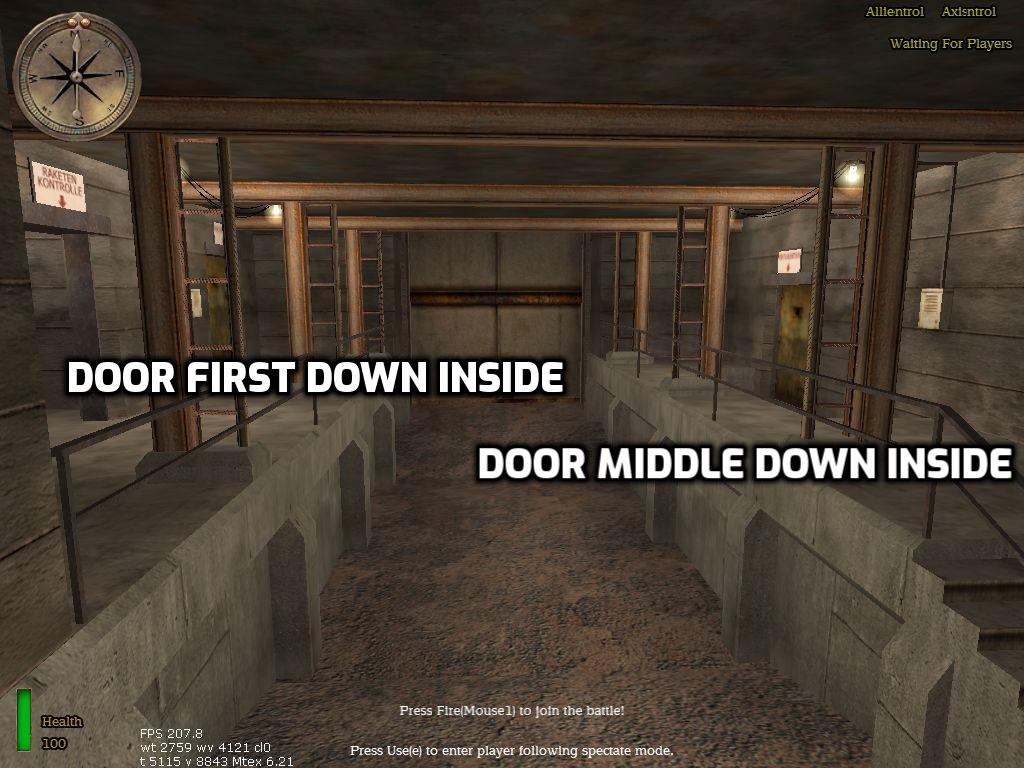 Allientrol Axisntrol
Waiting For Players
N
W
E
S
RAKETEN
KONTROLLE
DOOR FIRST DOWN INSIDE
DOOR MIDDLE DOWN INSIDE
Press Fire(Mouse1) to join the battle!
Health
100
FPS 207.8
wt 2759 wv 4121 cl0
t 5115 v 8843 Mtex 6.21
Press Use(e) to enter player following spectate mode.